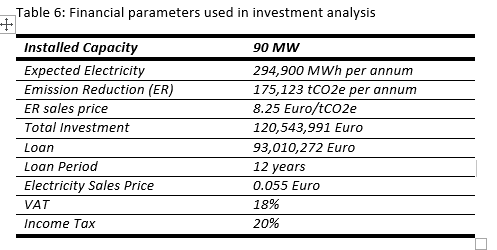 Table 6: Financial parameters used in investment analysis
Installed Capacity 90 MW
Expected Electricity 294,900 MWh per annum
Emission Reduction (ER) 175,123 tCO2e per annum
ER sales price 8.25 Euro/tCO2e
Total Investment 120,543,991 Euro
Loan 93,010,272 Euro
Loan Period 12 years
Electricity Sales Price 0.055 Euro
VAT 18%
Income Tax 20%